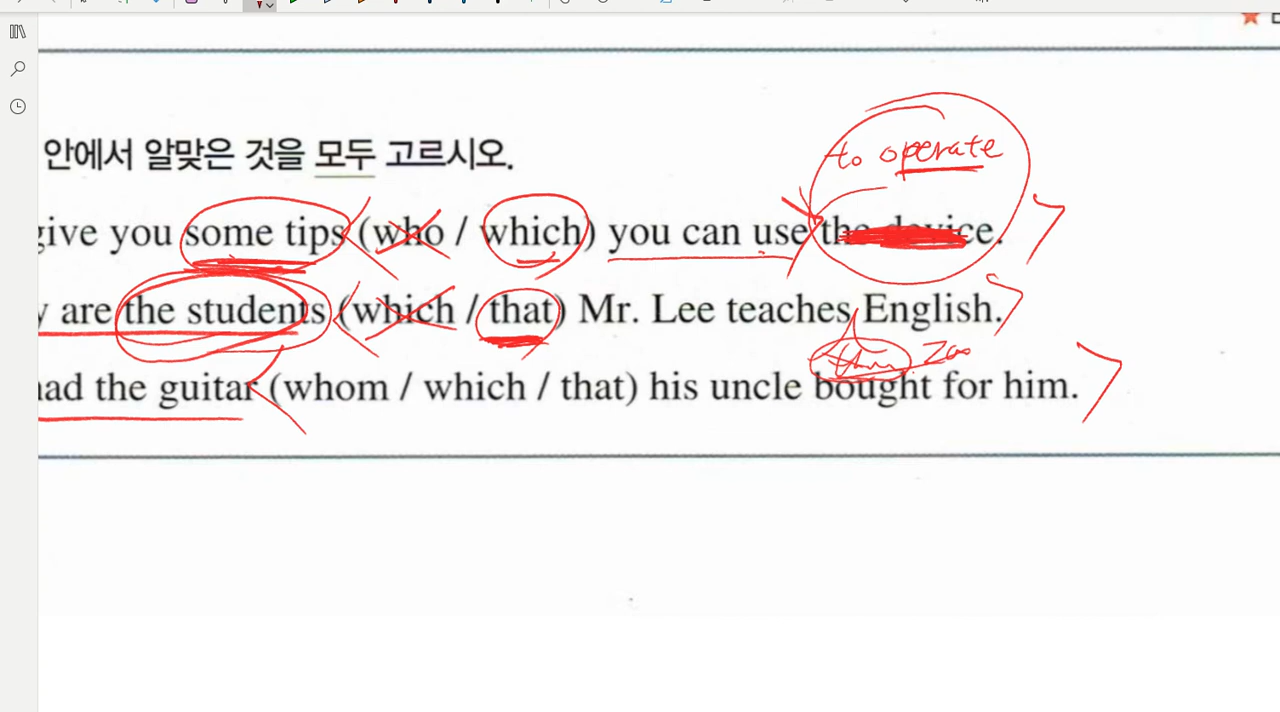 안에서 알맞은 것을 모두 고르시오.
to operate
give you some tips (who / which) you can use the device.
y are the students (which / that) Mr. Lee teaches English.
had the guitar (whom / which / that) his uncle bought for him.